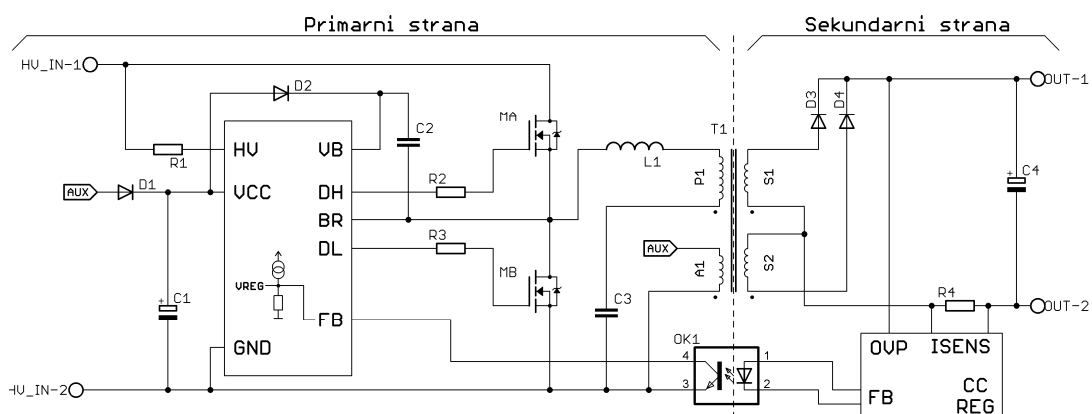 Primarni strana
Sekundarni strana
HV_IN-1
OUT-1
D2
D3
D4
MA
C2
T1
R1
HV
VB
L1
P1
S1
C4
AUX
D1
VCC
DH
R2
BR
DL
R3
AUX
A1
S2
MB
VREG
C1
C3
R4
OUT-2
FB
OK1
GND
4
1
3
2
OVP
ISENS
HV_IN-2
FB
CC
REG